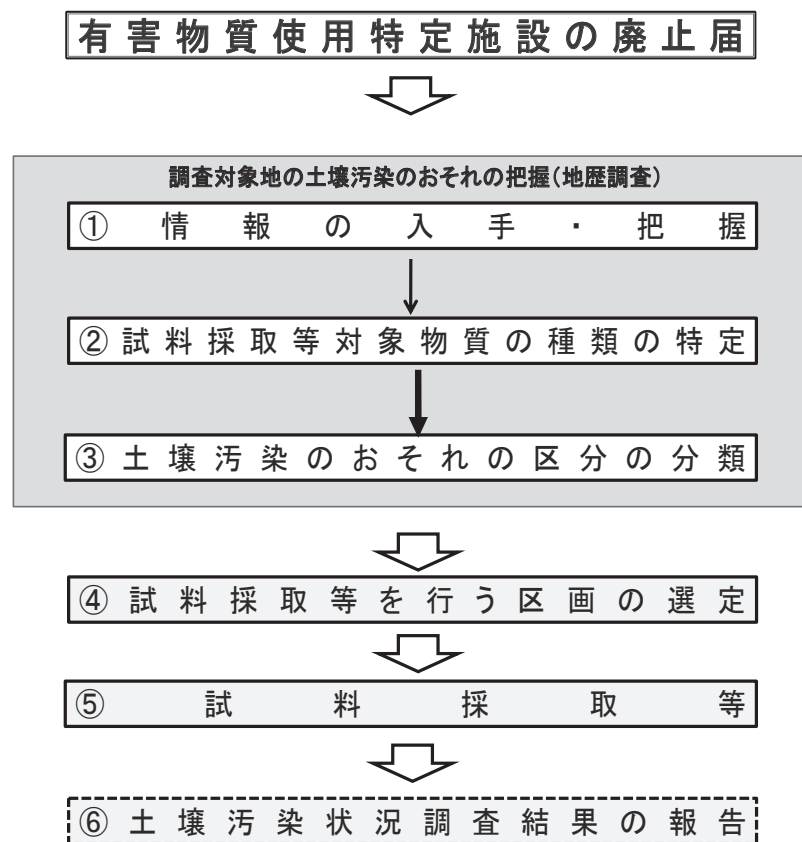 有害物質使用特定施設の廃止届
調査対象地の土壌汚染のおそれの把握(地歴調査)
① 情報の入手・把握
② 試料採取等対象物質の種類の特定
③ 土壌汚染のおそれの区分の分類
④ 試料採取等を行う区画の選定
⑤ 試料採取等
⑥ 土壌汚染状況調査結果の報告